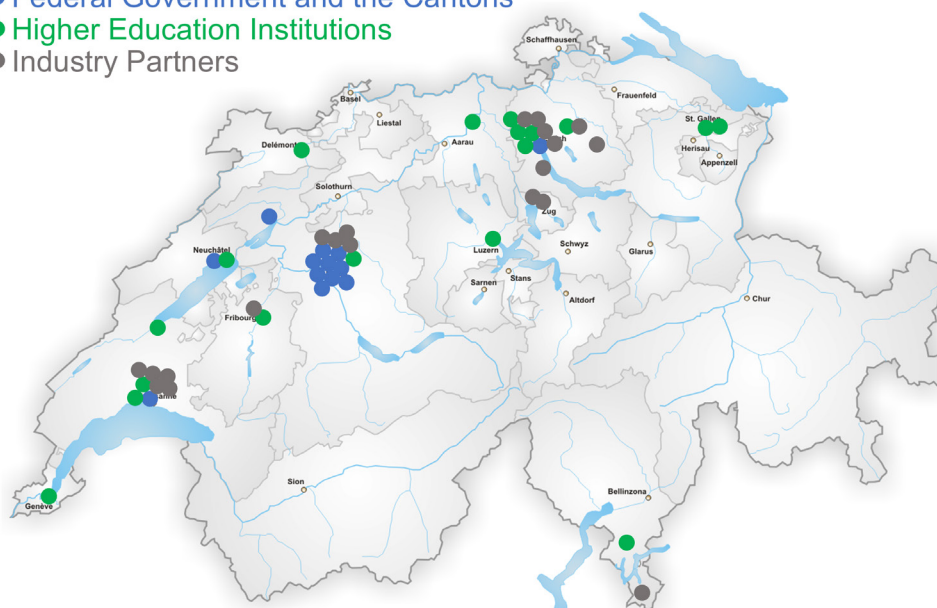 Federal Government and the Cantons
Higher Education Institutions
Industry Partners
Schaffhausen
Basel
Frauenfeld
Liestal
St. Gallen
Delémont
Aarau
Herisau
Appenzell
Solothurn
Zug
Neuchâtel
Luzern
Schwyz
Glarus
Stans
Sarnen
Altdorf
Chur
Fribourg
Sion
Bellinzona
Genève